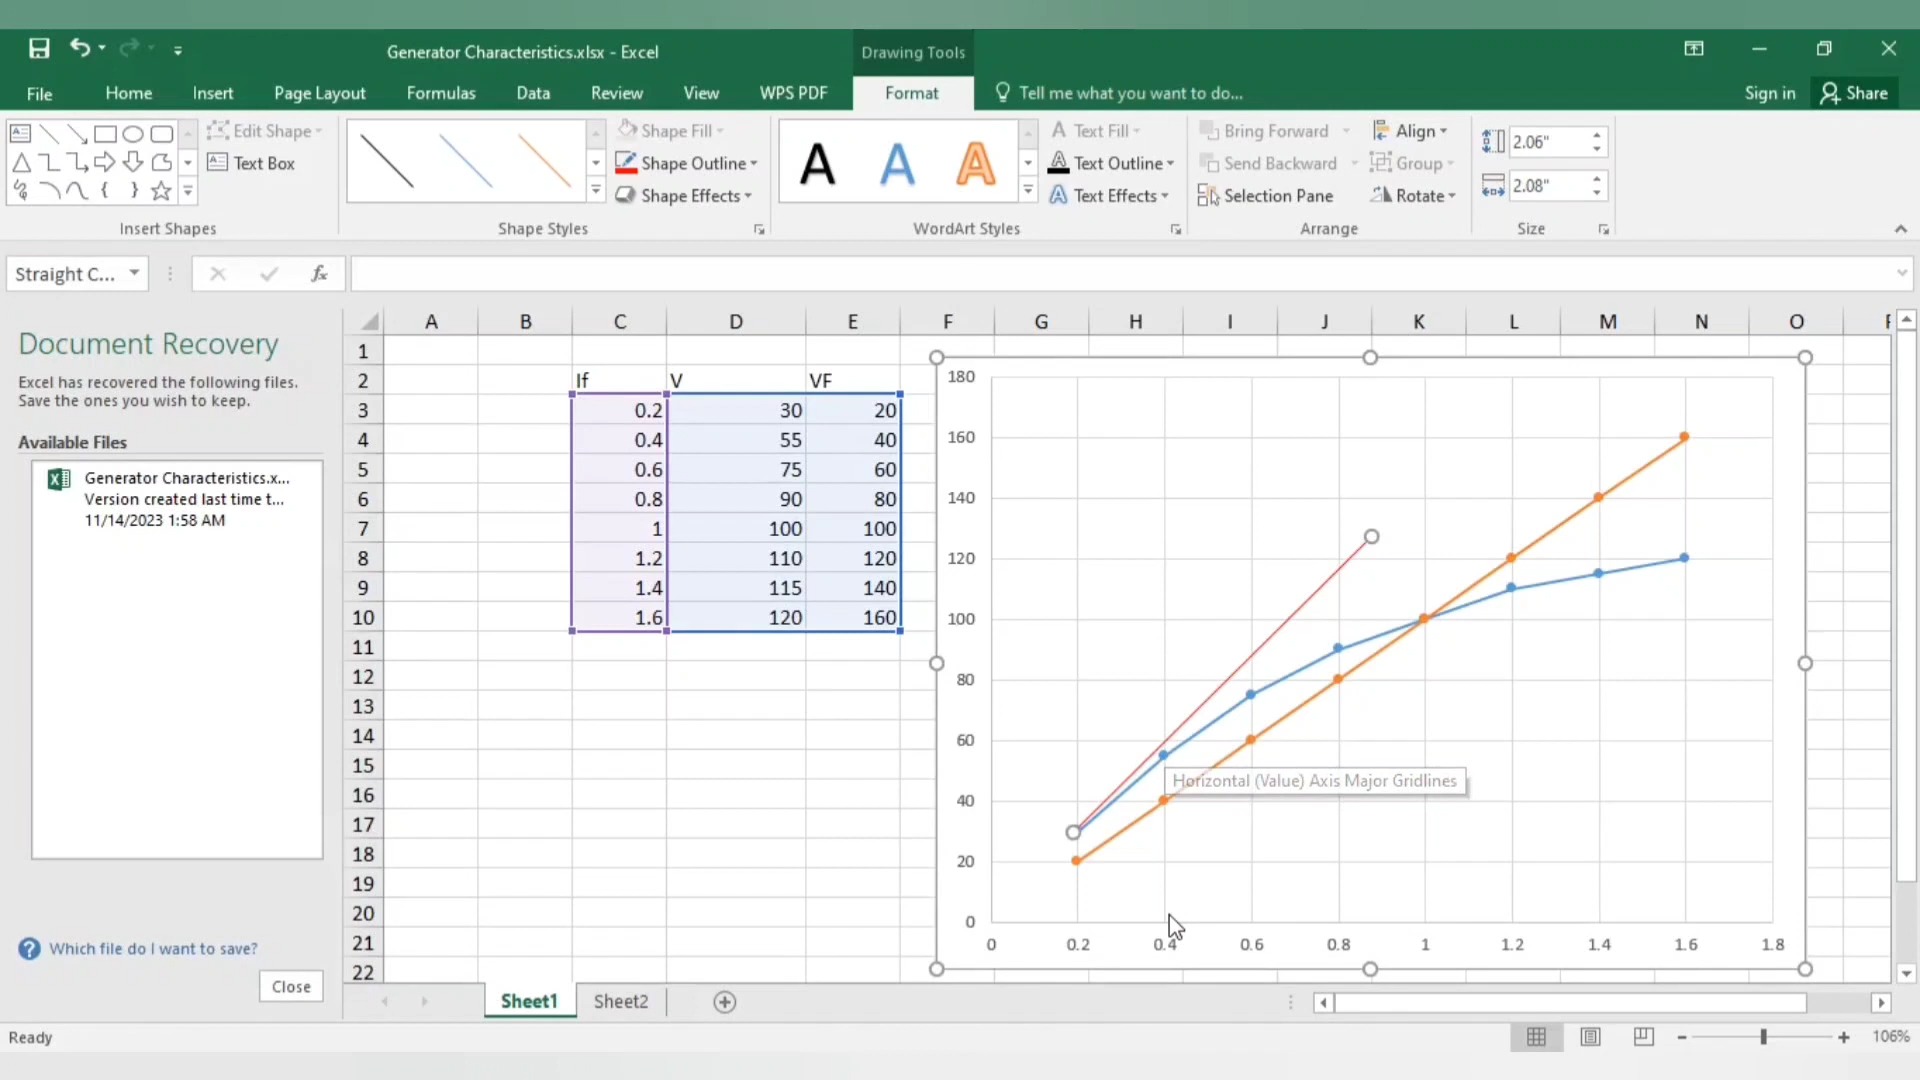 Generator Characteristics.xlsx - Excel
Drawing Tools
File Home Insert Page Layout Formulas Data Review View WPS PDF Format Tell me what you want to do... Sign in Share
Edit Shape
Text Box
Insert Shapes
Shape Fill
Shape Outline
Shape Effects
Shape Styles
A A A
Text Fill
Text Outline
Text Effects
WordArt Styles
Bring Forward
Send Backward
Selection Pane
Align
Group
Rotate
Arrange
2.06"
2.08"
Size
Straight C...
fx
Document Recovery
Excel has recovered the following files.
Save the ones you wish to keep.
Available Files
Generator Characteristics.x...
Version created last time t...
11/14/2023 1:58 AM
Which file do I want to save?
Close
A B C D E F G H I J K L M N O
1
2 If V VF
3 0.2 30 20
4 0.4 55 40
5 0.6 75 60
6 0.8 90 80
7 1 100 100
8 1.2 110 120
9 1.4 115 140
10 1.6 120 160
11
12
13
14
15
16
17
18
19
20
21
22
180
160
140
120
100
80
60
40
20
0
Horizontal (Value) Axis Major Gridlines
0 0.2 0.4 0.6 0.8 1 1.2 1.4 1.6 1.8
Sheet1 Sheet2
Ready
106%